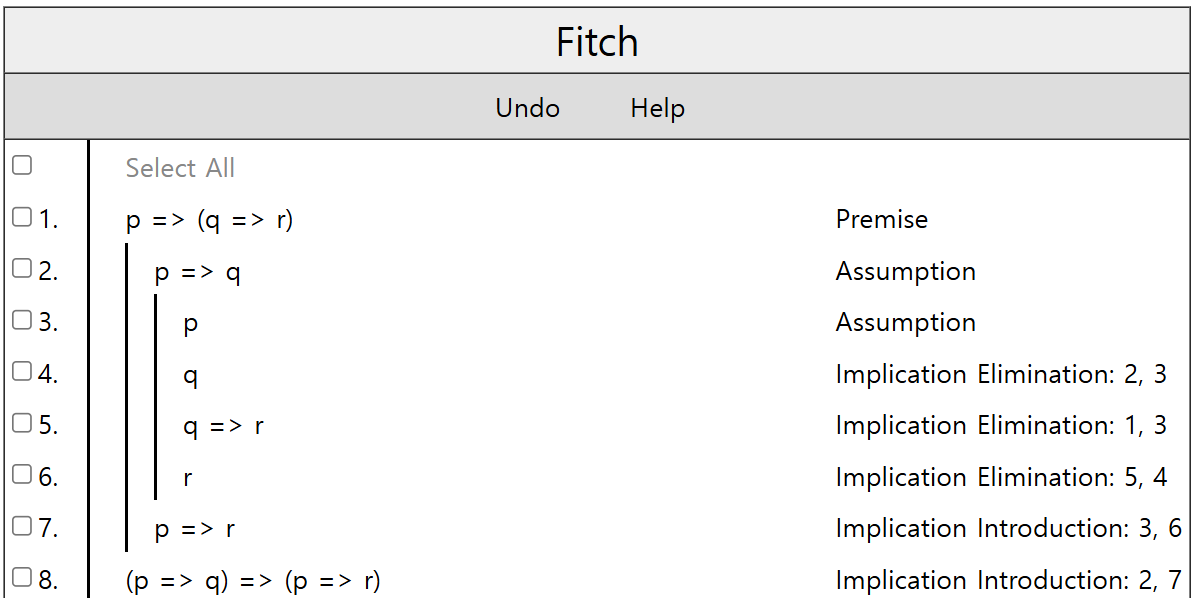 Fitch
Undo Help
Select All
1. p => (q => r) Premise
2. p => q Assumption
3. p Assumption
4. q Implication Elimination: 2, 3
5. q => r Implication Elimination: 1, 3
6. r Implication Elimination: 5, 4
7. p => r Implication Introduction: 3, 6
8. (p => q) => (p => r) Implication Introduction: 2, 7